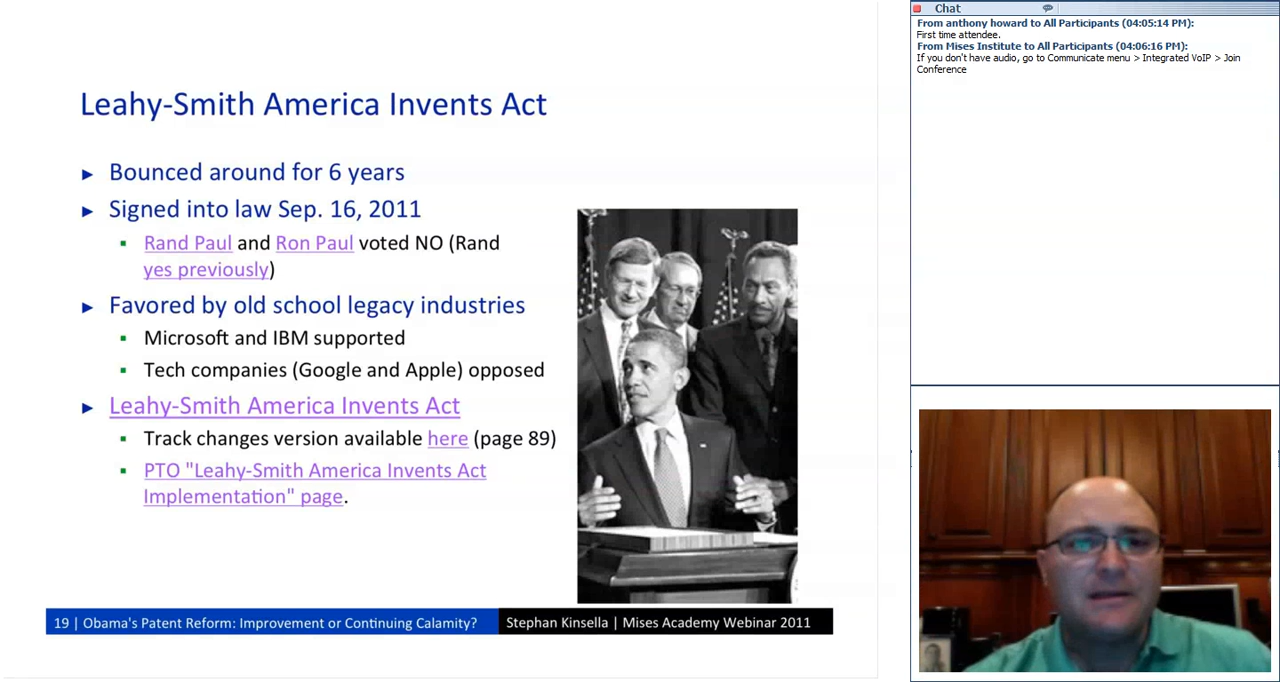 Leahy-Smith America Invents Act
► Bounced around for 6 years
► Signed into law Sep. 16, 2011
▪ Rand Paul and Ron Paul voted NO (Rand
yes previously)
► Favored by old school legacy industries
▪ Microsoft and IBM supported
▪ Tech companies (Google and Apple) opposed
► Leahy-Smith America Invents Act
▪ Track changes version available here (page 89)
▪ PTO "Leahy-Smith America Invents Act
Implementation" page.
19 | Obama's Patent Reform: Improvement or Continuing Calamity?
Stephan Kinsella | Mises Academy Webinar 2011
Chat
From anthony howard to All Participants (04:05:14 PM):
First time attendee.
From Mises Institute to All Participants (04:06:16 PM):
If you don't have audio, go to Communicate menu > Integrated VoIP > Join
Conference